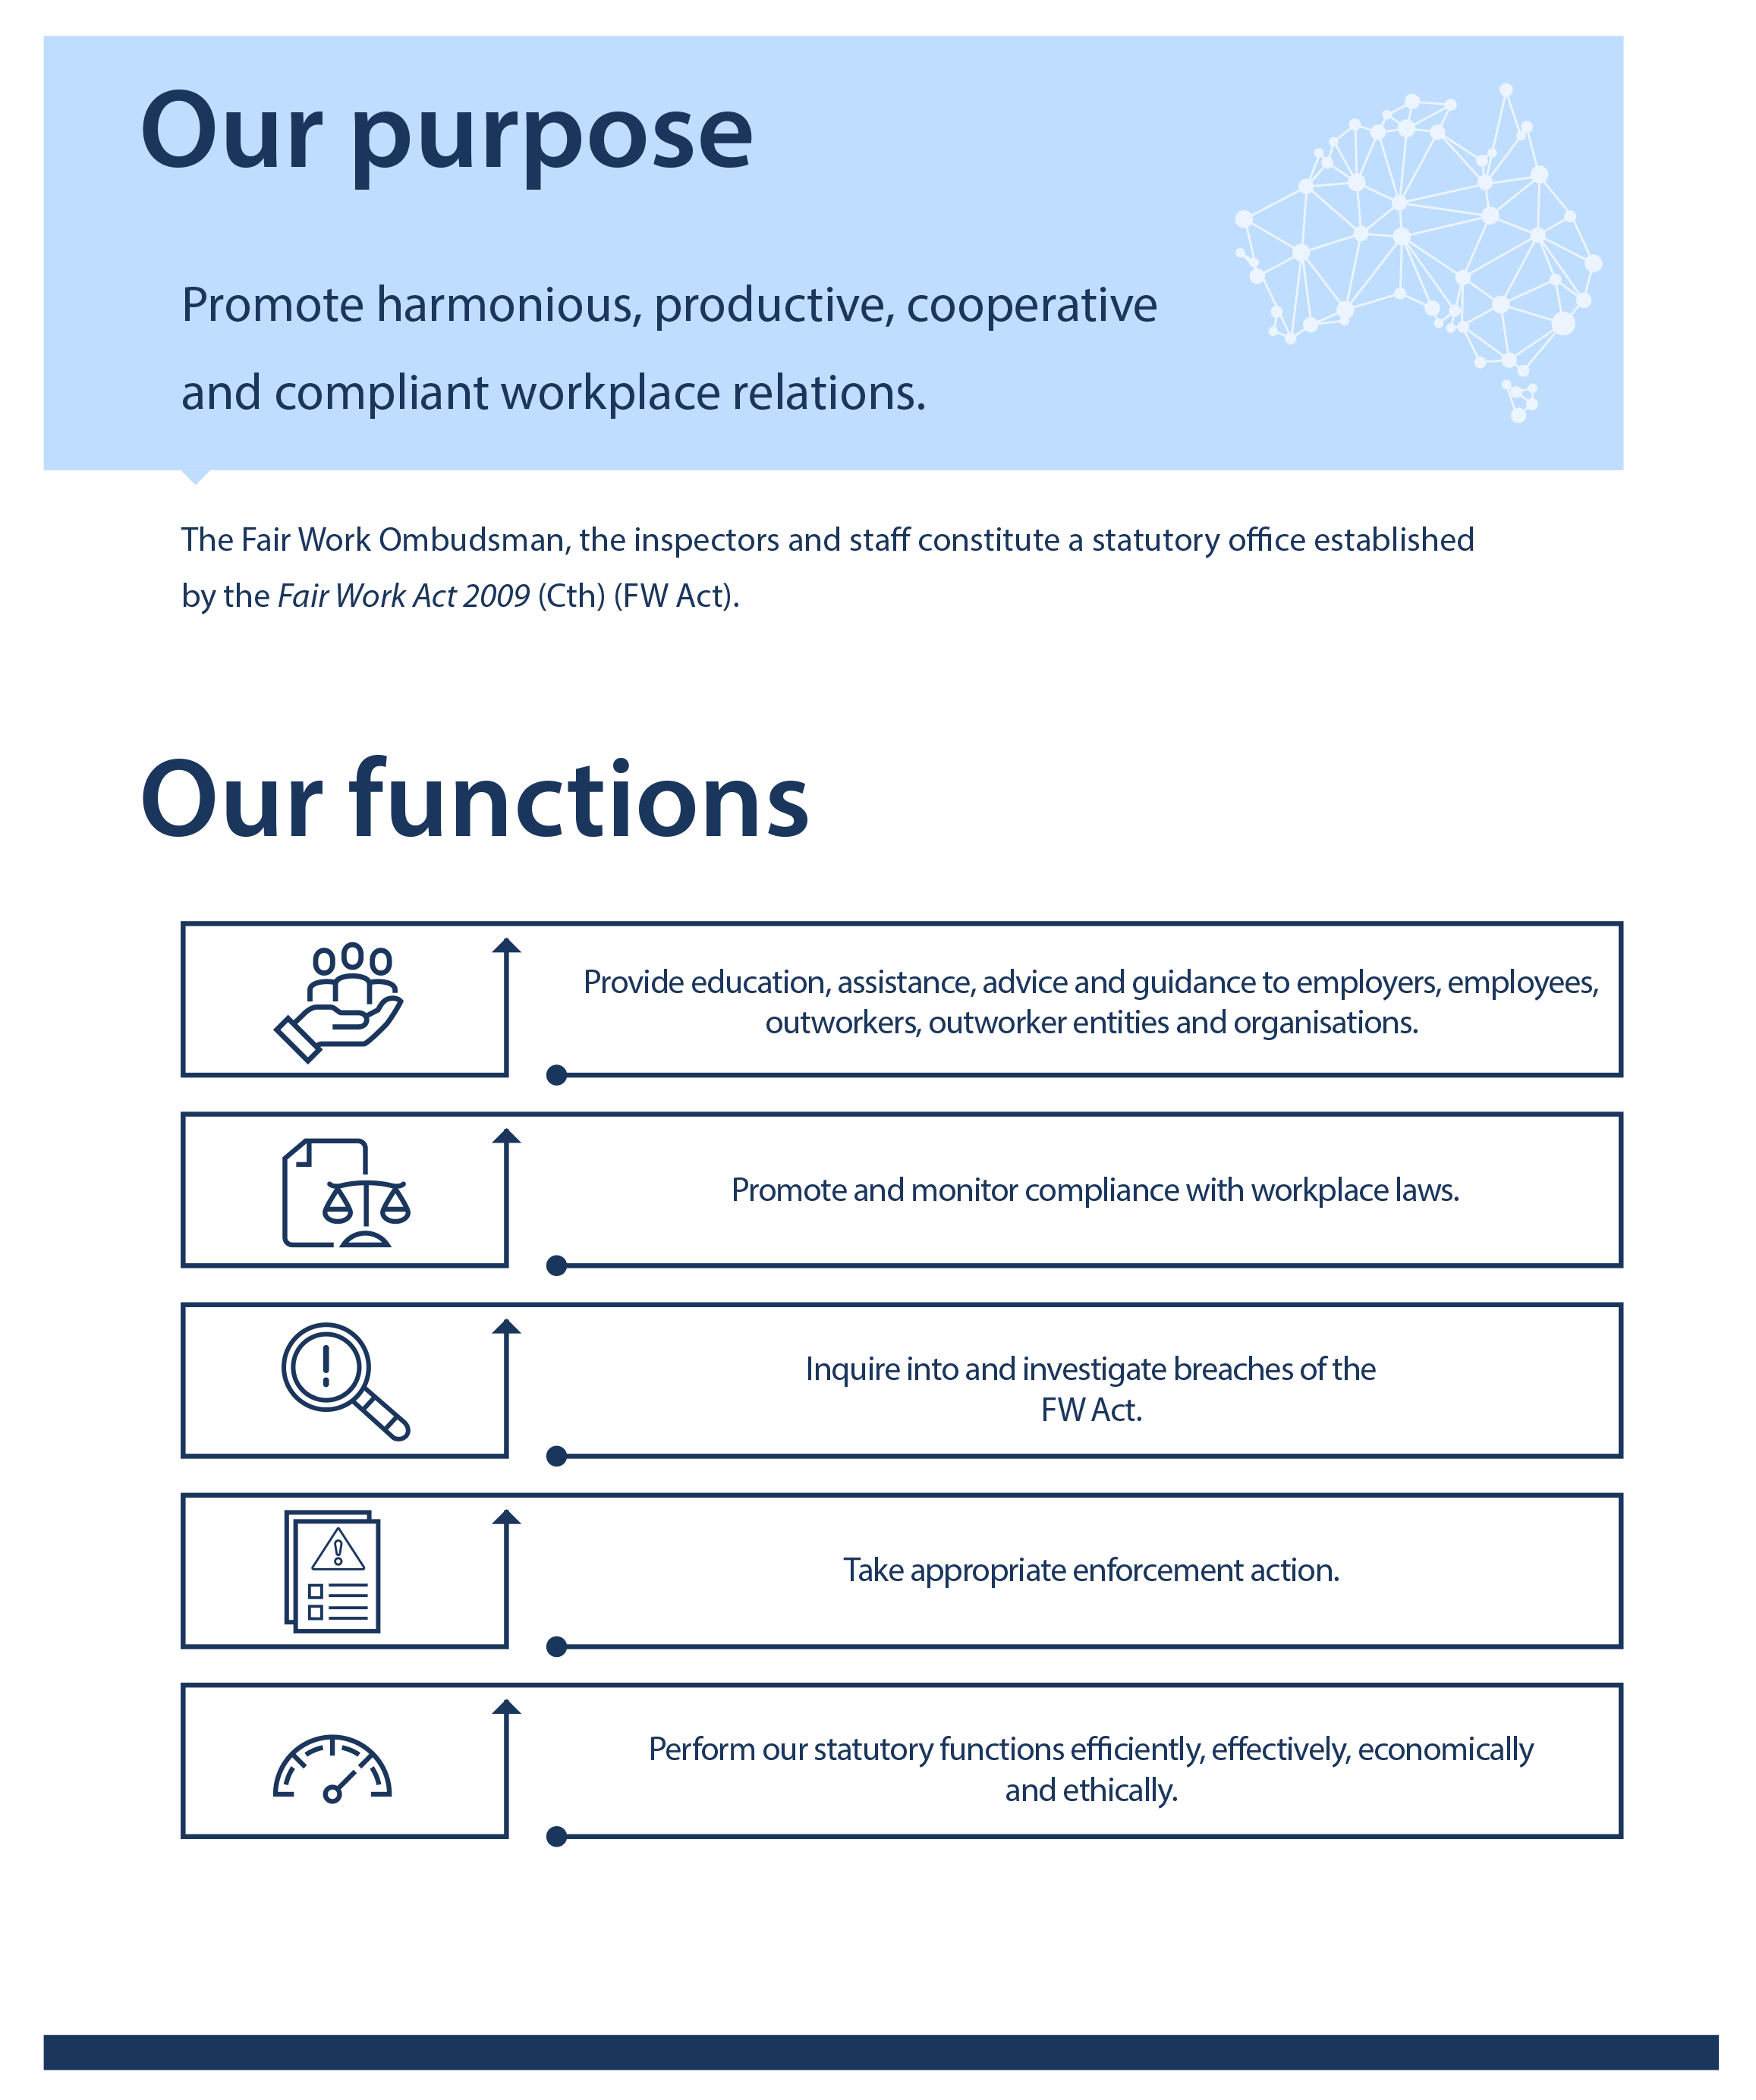 Our purpose
Promote harmonious, productive, cooperative
and compliant workplace relations.
The Fair Work Ombudsman, the inspectors and staff constitute a statutory office established
by the Fair Work Act 2009 (Cth) (FW Act).
Our functions
Provide education, assistance, advice and guidance to employers, employees,
outworkers, outworker entities and organisations.
Promote and monitor compliance with workplace laws.
Inquire into and investigate breaches of the
FW Act.
Take appropriate enforcement action.
Perform our statutory functions efficiently, effectively, economically
and ethically.